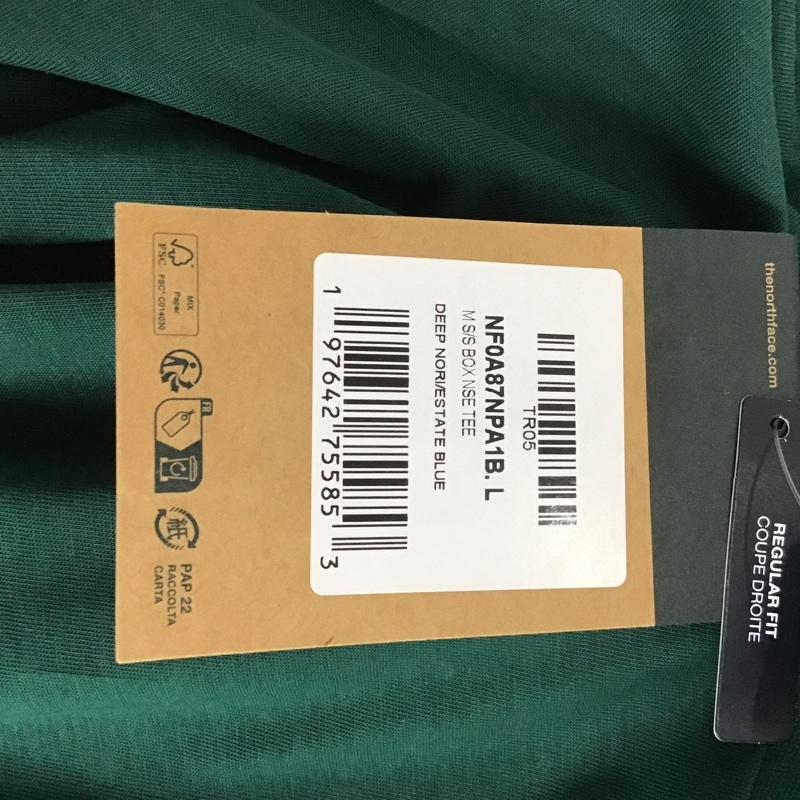 thenorthface.com
TR05
NF0A87NPA1B. L
M S/S BOX NSE TEE
DEEP NORI/ESTATE BLUE
1 97642 75585 3
FSC
MIX
Paper
FSC® C014030
FR
紙
PAP 22
RACCOLTA
CARTA
REGULAR FIT
COUPE DROITE